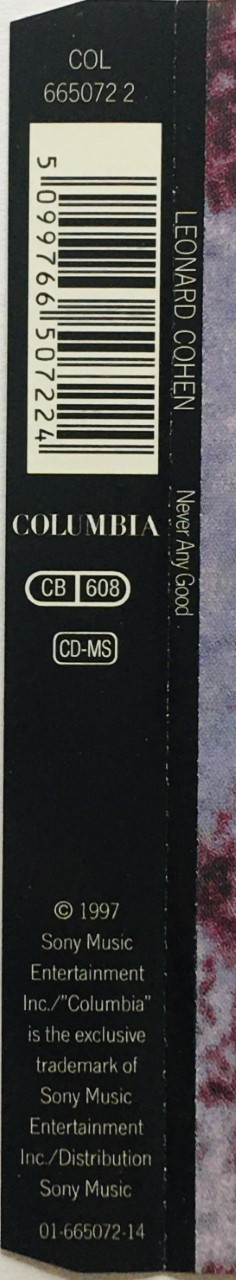 COL
665072 2
5 099766 507224
COLUMBIA
CB 608
CD-MS
© 1997
Sony Music
Entertainment
Inc./"Columbia"
is the exclusive
trademark of
Sony Music
Entertainment
Inc./Distribution
Sony Music
01-665072-14
LEONARD COHEN Never Any Good